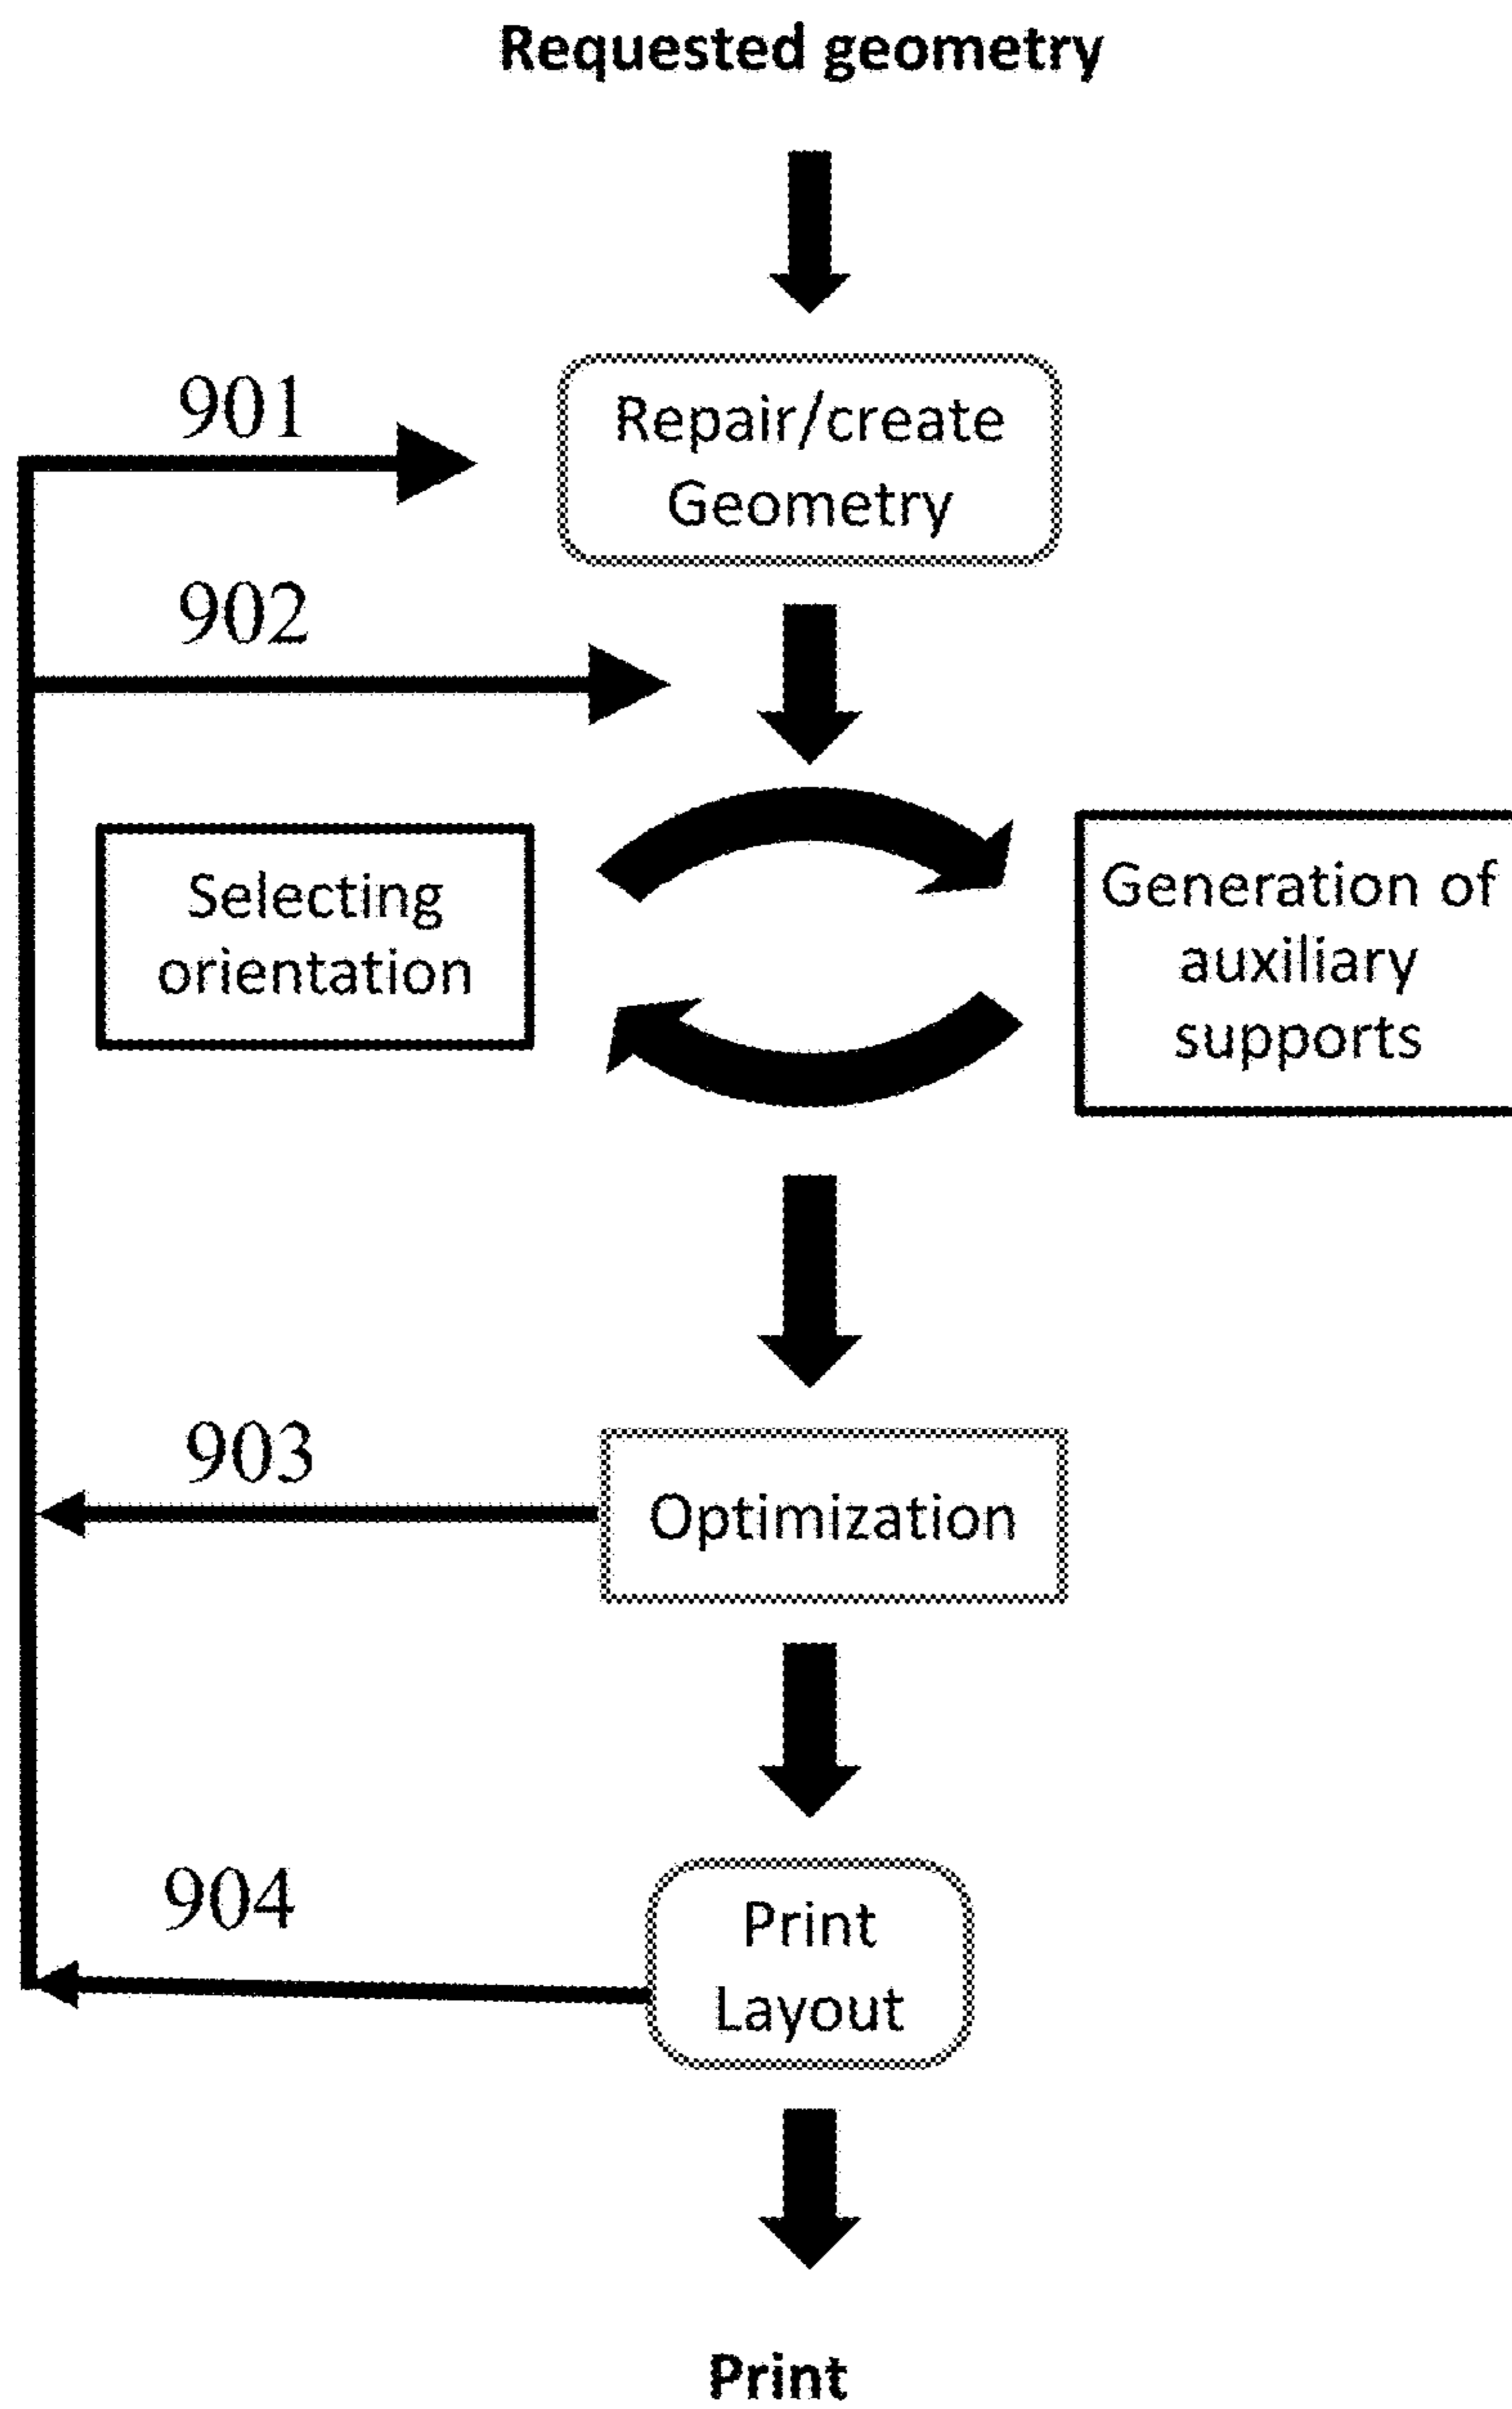 Requested geometry
901
Repair/create
Geometry
902
Selecting
orientation
Generation of
auxiliary
supports
903
Optimization
904
Print
Layout
Print